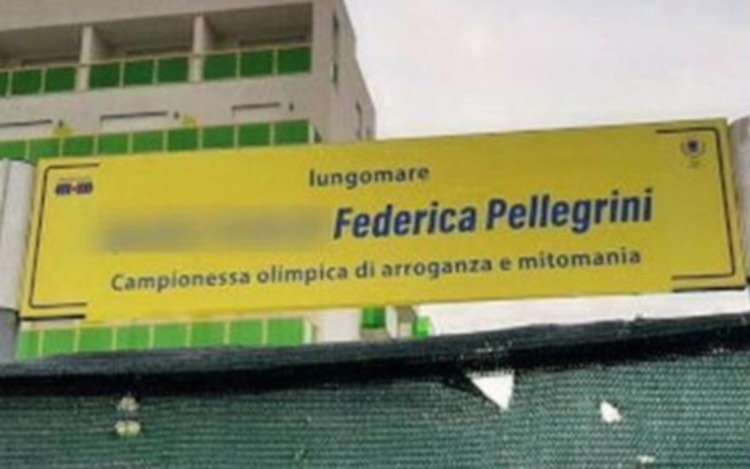 lungomare
Federica Pellegrini
Campionessa olimpica di arroganza e mitomania